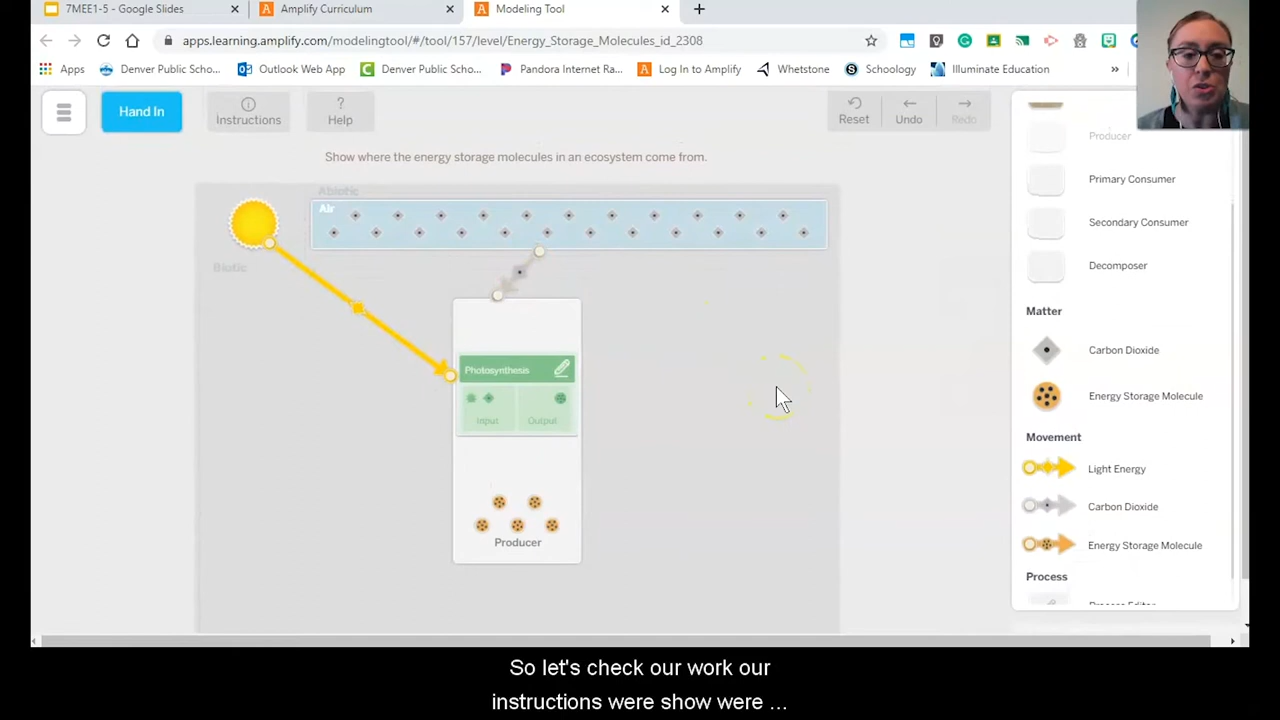 7MEE1-5 - Google Slides
Amplify Curriculum
Modeling Tool
apps.learning.amplify.com/modelingtool/#/tool/157/level/Energy_Storage_Molecules_id_2308
Apps
Denver Public Scho...
Outlook Web App
Denver Public Scho...
Pandora Internet Ra...
Log In to Amplify
Whetstone
Schoology
Illuminate Education
»
Hand In
Instructions
Help
Reset
Undo
Redo
Show where the energy storage molecules in an ecosystem come from.
Abiotic
Air
Biotic
Photosynthesis
Input
Output
Producer
Producer
Primary Consumer
Secondary Consumer
Decomposer
Matter
Carbon Dioxide
Energy Storage Molecule
Movement
Light Energy
Carbon Dioxide
Energy Storage Molecule
Process
Process Editor
So let's check our work our
instructions were show were ...